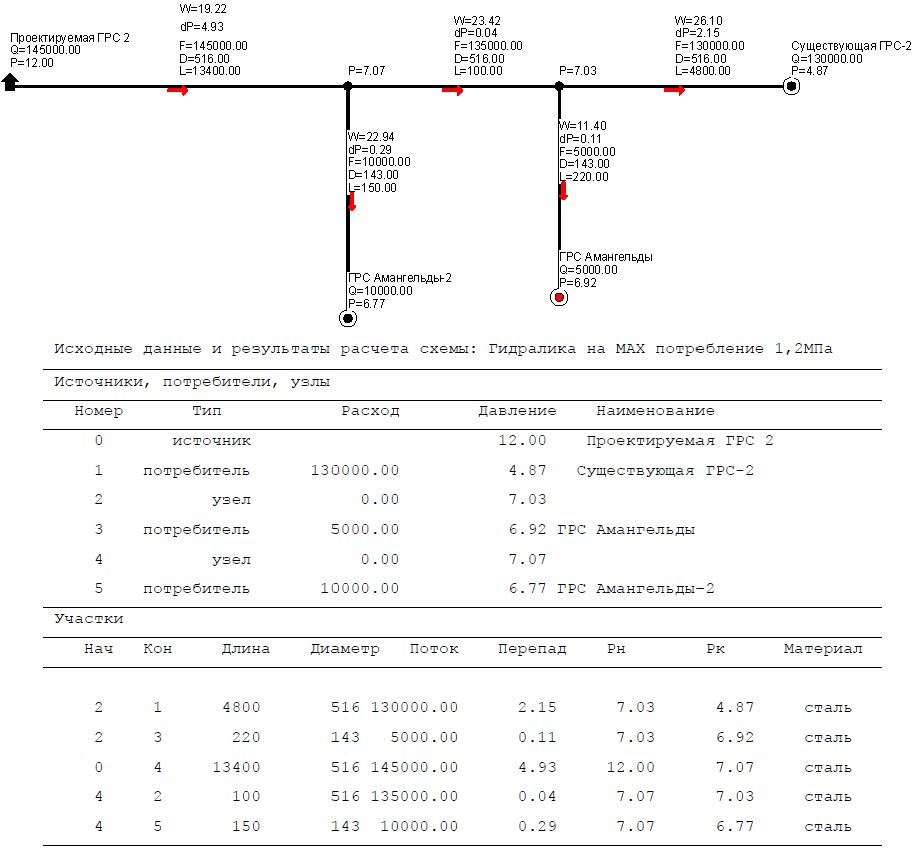 Проектируемая ГРС 2
Q=145000.00
P=12.00
W=19.22
dP=4.93
F=145000.00
D=516.00
L=13400.00
P=7.07
W=23.42
dP=0.04
F=135000.00
D=516.00
L=100.00
P=7.03
W=26.10
dP=2.15
F=130000.00
D=516.00
L=4800.00
Существующая ГРС-2
Q=130000.00
P=4.87
W=22.94
dP=0.29
F=10000.00
D=143.00
L=150.00
W=11.40
dP=0.11
F=5000.00
D=143.00
L=220.00
ГРС Амангельды-2
Q=10000.00
P=6.77
ГРС Амангельды
Q=5000.00
P=6.92
Исходные данные и результаты расчета схемы: Гидралика на MAX потребление 1,2МПа
Источники, потребители, узлы
Номер Тип Расход Давление Наименование
0 источник 12.00 Проектируемая ГРС 2
1 потребитель 130000.00 4.87 Существующая ГРС-2
2 узел 0.00 7.03
3 потребитель 5000.00 6.92 ГРС Амангельды
4 узел 0.00 7.07
5 потребитель 10000.00 6.77 ГРС Амангельды-2
Участки
Нач Кон Длина Диаметр Поток Перепад Рн Рк Материал
2 1 4800 516 130000.00 2.15 7.03 4.87 сталь
2 3 220 143 5000.00 0.11 7.03 6.92 сталь
0 4 13400 516 145000.00 4.93 12.00 7.07 сталь
4 2 100 516 135000.00 0.04 7.07 7.03 сталь
4 5 150 143 10000.00 0.29 7.07 6.77 сталь